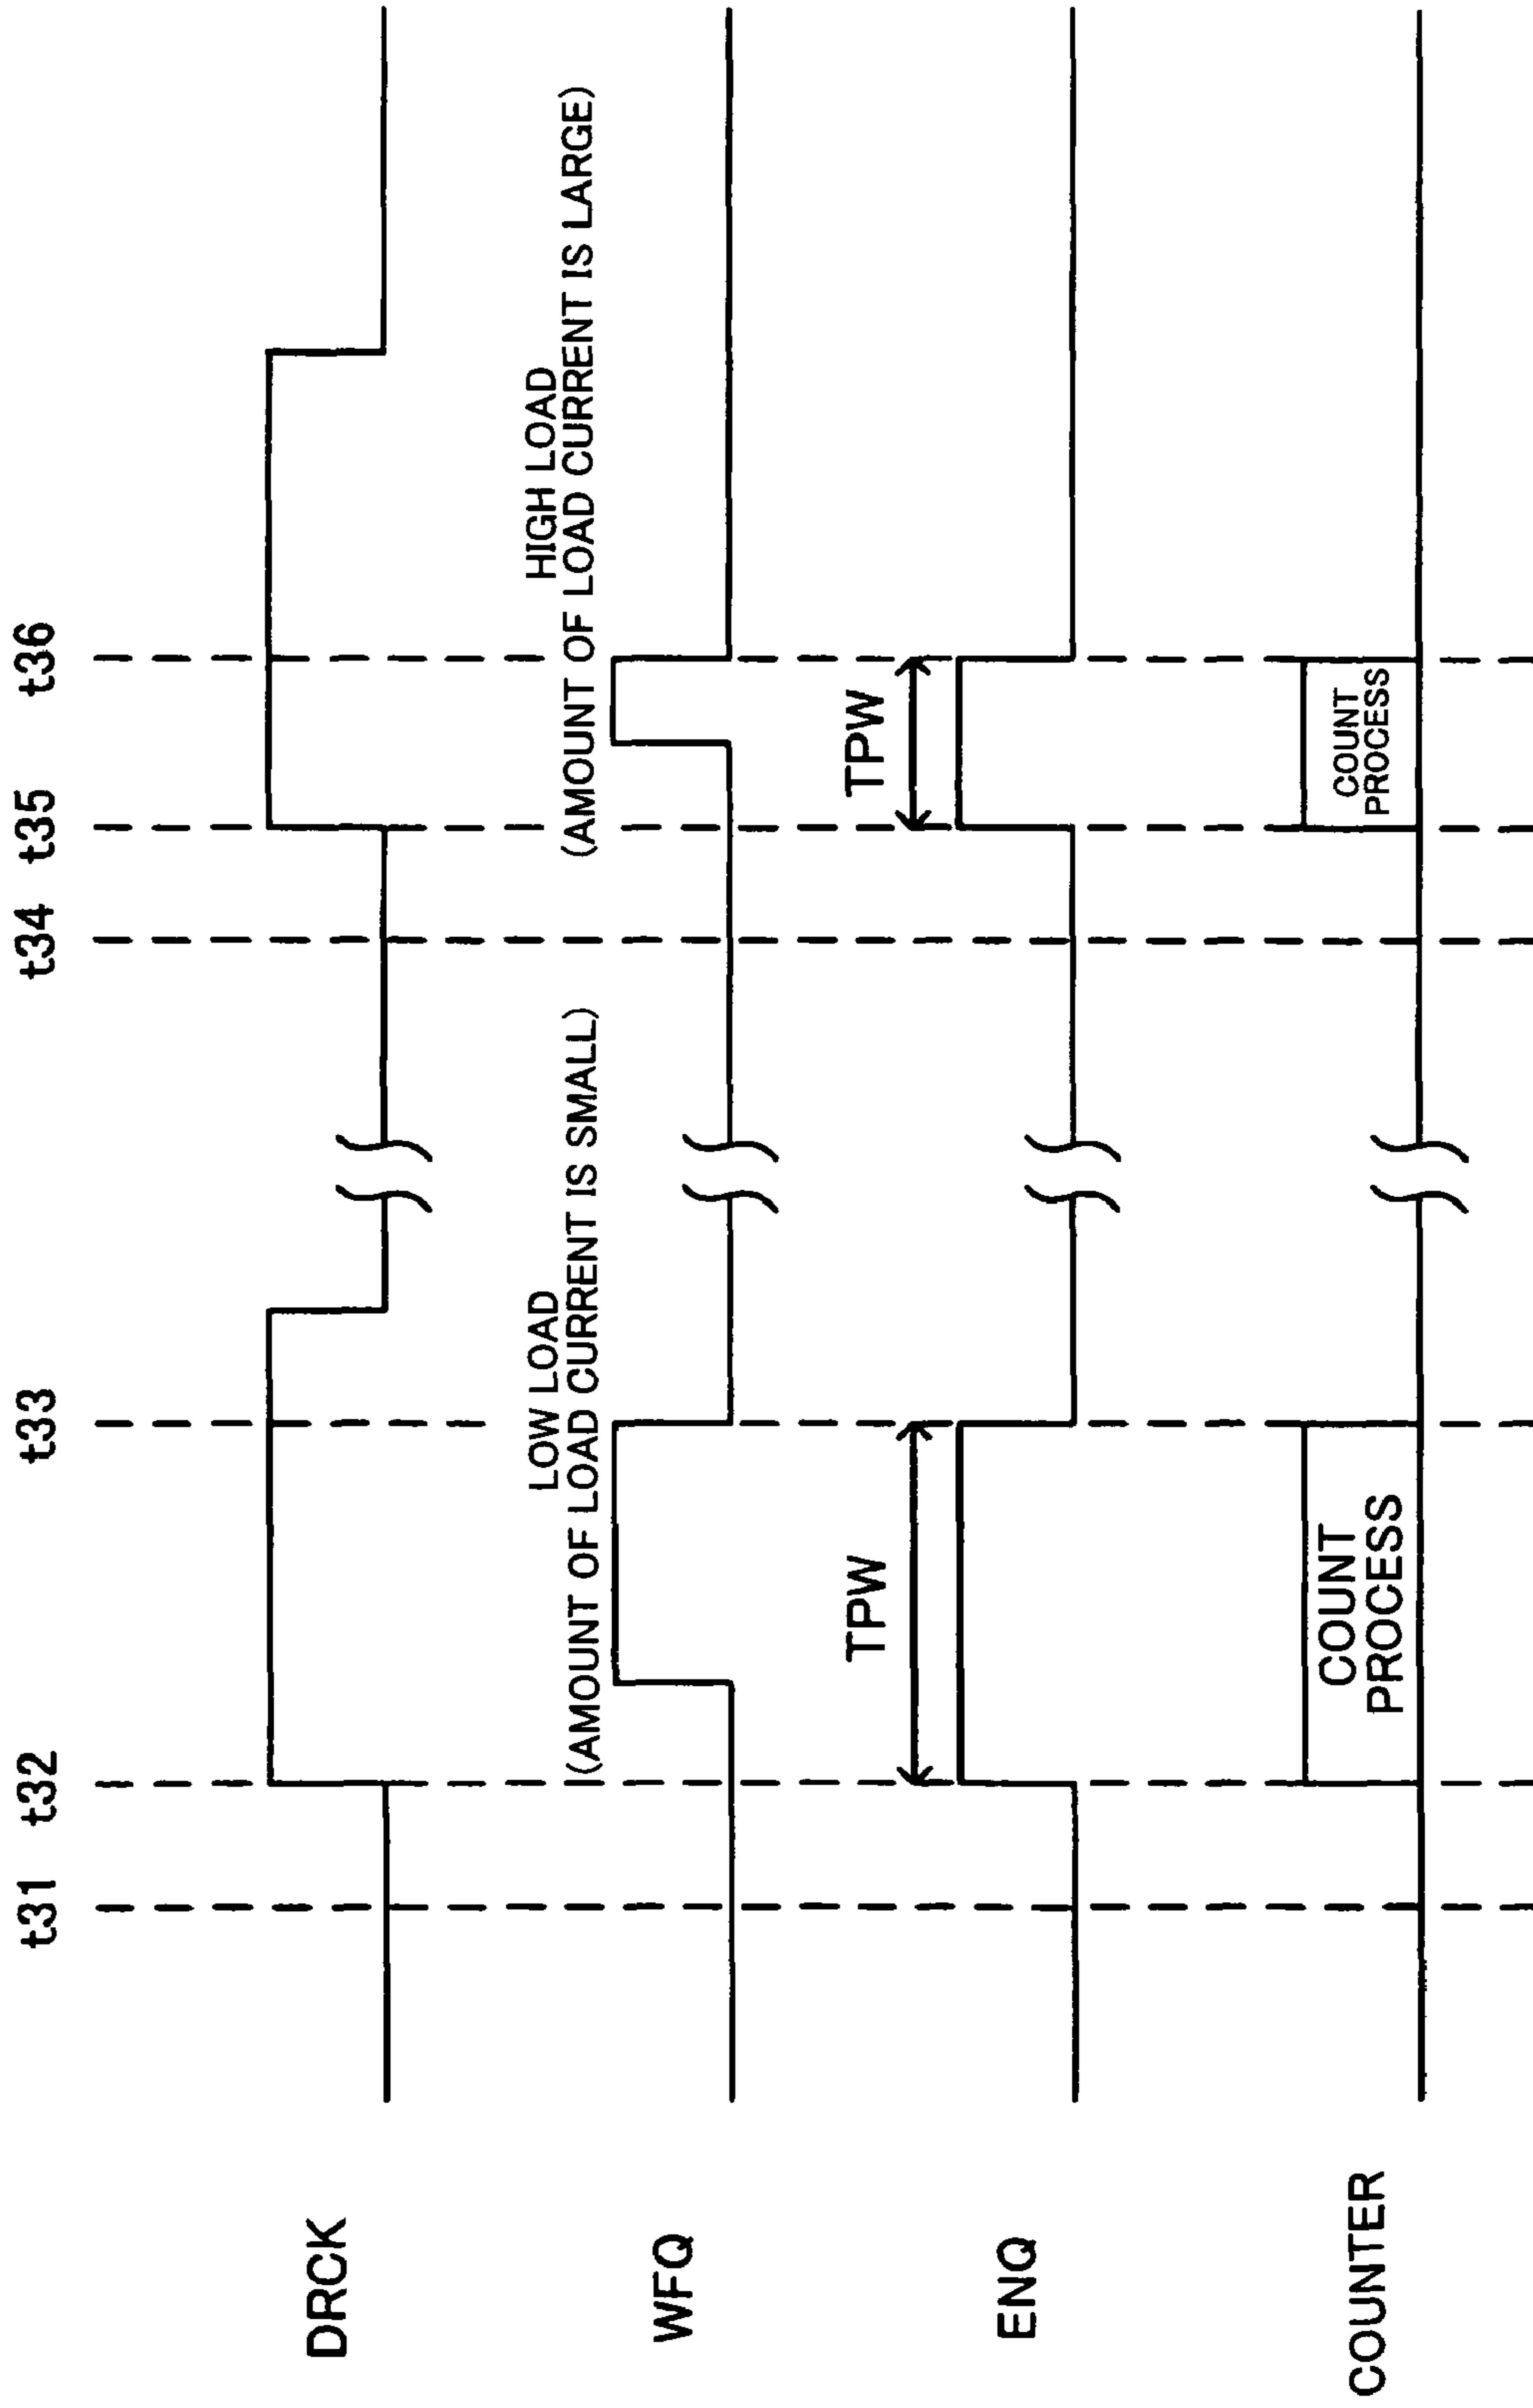 t31
t32
t33
t34
t35
t36
DRCK
WFQ
LOW LOAD
(AMOUNT OF LOAD CURRENT IS SMALL)
HIGH LOAD
(AMOUNT OF LOAD CURRENT IS LARGE)
ENQ
TPW
TPW
COUNTER
COUNT
PROCESS
COUNT
PROCESS